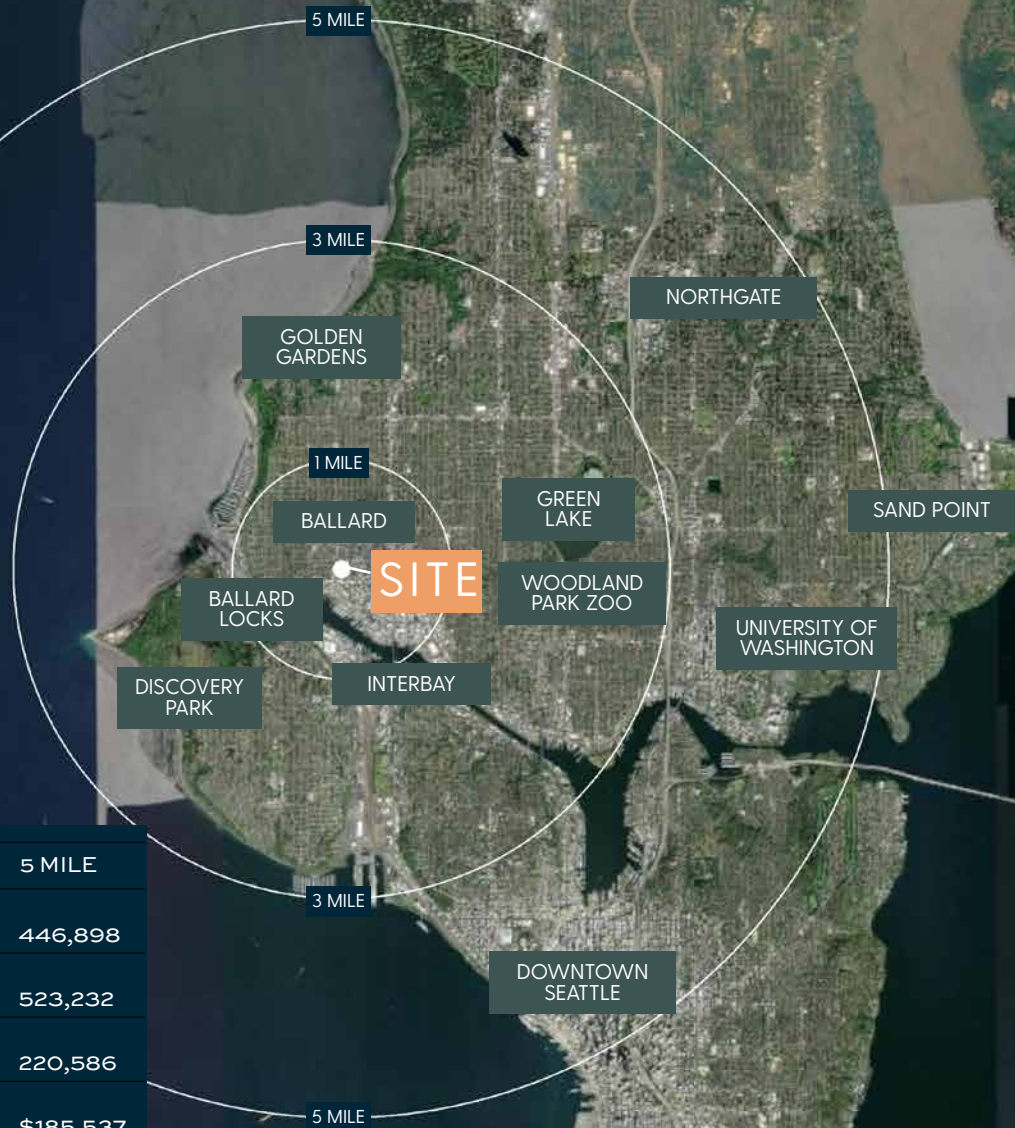 5 MILE
3 MILE
NORTHGATE
GOLDEN
GARDENS
1 MILE
BALLARD
GREEN
LAKE
SAND POINT
SITE
WOODLAND
PARK ZOO
BALLARD
LOCKS
UNIVERSITY OF
WASHINGTON
DISCOVERY
PARK
INTERBAY
5 MILE
446,898
523,232
220,586
$185,537
3 MILE
DOWNTOWN
SEATTLE
5 MILE